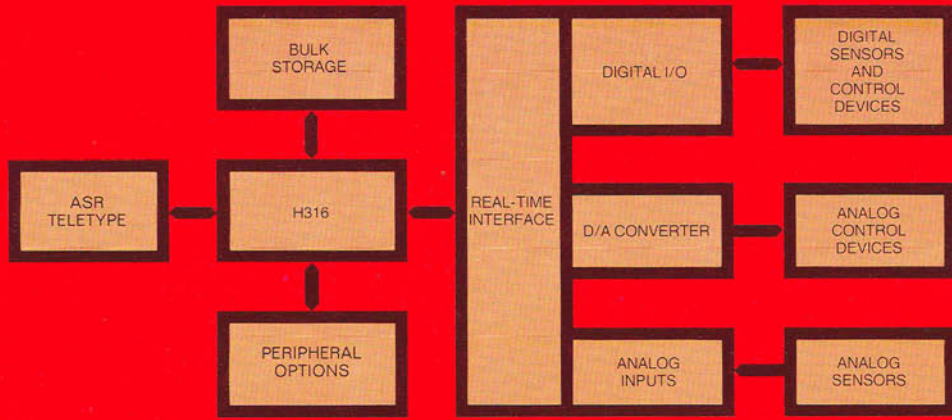 BULK
STORAGE
ASR
TELETYPE
H316
PERIPHERAL
OPTIONS
REAL-TIME
INTERFACE
DIGITAL I/O
D/A CONVERTER
ANALOG
INPUTS
DIGITAL
SENSORS
AND
CONTROL
DEVICES
ANALOG
CONTROL
DEVICES
ANALOG
SENSORS